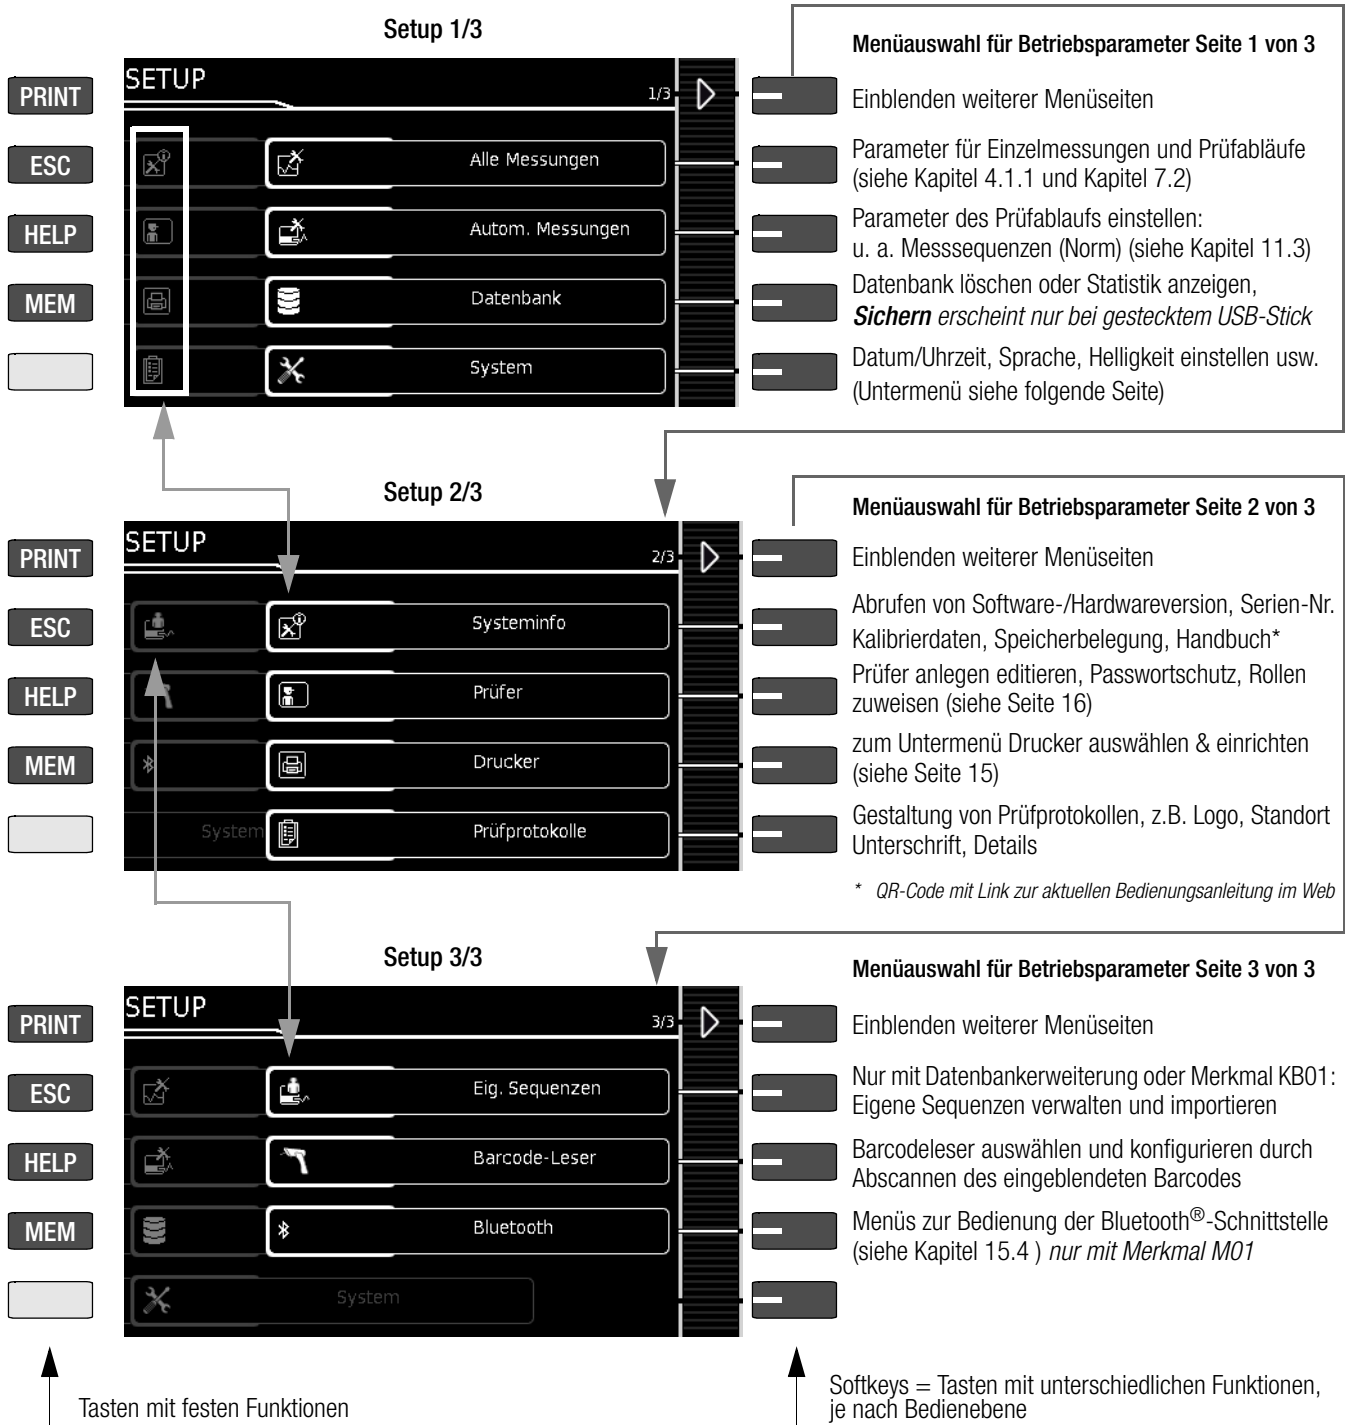 Setup 1/3
Menüauswahl für Betriebsparameter Seite 1 von 3
SETUP
1/3
PRINT
Einblenden weiterer Menüseiten
ESC
Alle Messungen
Parameter für Einzelmessungen und Prüfabläufe
(siehe Kapitel 4.1.1 und Kapitel 7.2)
HELP
Autom. Messungen
Parameter des Prüfablaufs einstellen:
u. a. Messsequenzen (Norm) (siehe Kapitel 11.3)
MEM
Datenbank
Datenbank löschen oder Statistik anzeigen,
Sichern erscheint nur bei gestecktem USB-Stick
System
Datum/Uhrzeit, Sprache, Helligkeit einstellen usw.
(Untermenü siehe folgende Seite)
Setup 2/3
Menüauswahl für Betriebsparameter Seite 2 von 3
SETUP
2/3
PRINT
Einblenden weiterer Menüseiten
ESC
Systeminfo
Abrufen von Software-/Hardwareversion, Serien-Nr.
Kalibrierdaten, Speicherbelegung, Handbuch*
HELP
Prüfer
Prüfer anlegen editieren, Passwortschutz, Rollen
zuweisen (siehe Seite 16)
MEM
Drucker
zum Untermenü Drucker auswählen & einrichten
(siehe Seite 15)
System
Prüfprotokolle
Gestaltung von Prüfprotokollen, z.B. Logo, Standort
Unterschrift, Details
* QR-Code mit Link zur aktuellen Bedienungsanleitung im Web
Setup 3/3
Menüauswahl für Betriebsparameter Seite 3 von 3
SETUP
3/3
PRINT
Einblenden weiterer Menüseiten
ESC
Eig. Sequenzen
Nur mit Datenbankerweiterung oder Merkmal KB01:
Eigene Sequenzen verwalten und importieren
HELP
Barcode-Leser
Barcodeleser auswählen und konfigurieren durch
Abscannen des eingeblendeten Barcodes
MEM
Bluetooth
Menüs zur Bedienung der Bluetooth®-Schnittstelle
(siehe Kapitel 15.4 ) nur mit Merkmal M01
System
Tasten mit festen Funktionen
Softkeys = Tasten mit unterschiedlichen Funktionen,
je nach Bedienebene